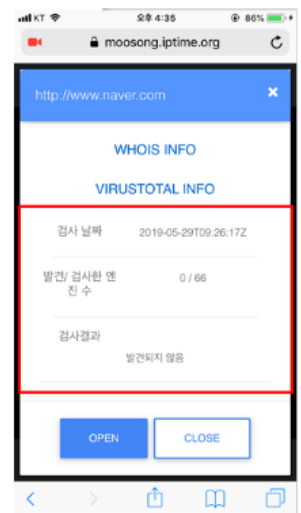 KT 오후 4:35 86%
moosong.iptime.org
http://www.naver.com ×
WHOIS INFO
VIRUSTOTAL INFO
검사 날짜 2019-05-29T09:26:17Z
발견/ 검사한 엔
진 수 0 / 66
검사결과
발견되지 않음
OPEN CLOSE